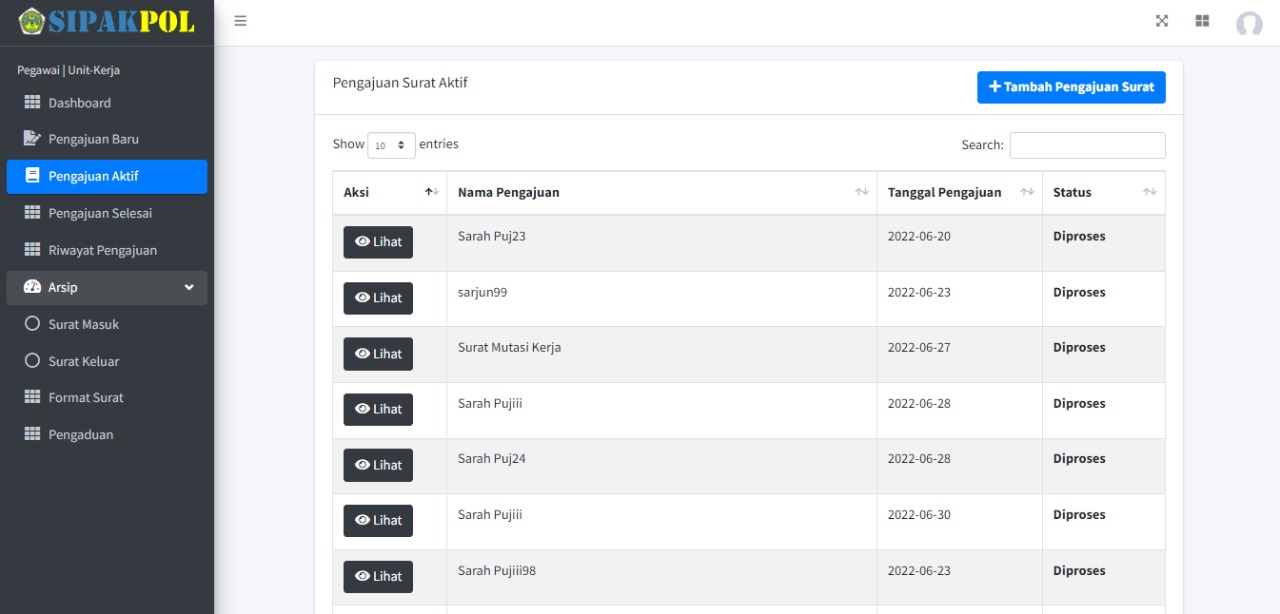 SIPAKPOL
Pegawai | Unit-Kerja
Dashboard
Pengajuan Baru
Pengajuan Aktif
Pengajuan Selesai
Riwayat Pengajuan
Arsip
Surat Masuk
Surat Keluar
Format Surat
Pengaduan
Pengajuan Surat Aktif
+ Tambah Pengajuan Surat
Show 10 entries
Search:
Aksi Nama Pengajuan Tanggal Pengajuan Status
Lihat Sarah Puj23 2022-06-20 Diproses
Lihat sarjun99 2022-06-23 Diproses
Lihat Surat Mutasi Kerja 2022-06-27 Diproses
Lihat Sarah Pujiii 2022-06-28 Diproses
Lihat Sarah Puj24 2022-06-28 Diproses
Lihat Sarah Pujiii 2022-06-30 Diproses
Lihat Sarah Pujiii98 2022-06-23 Diproses